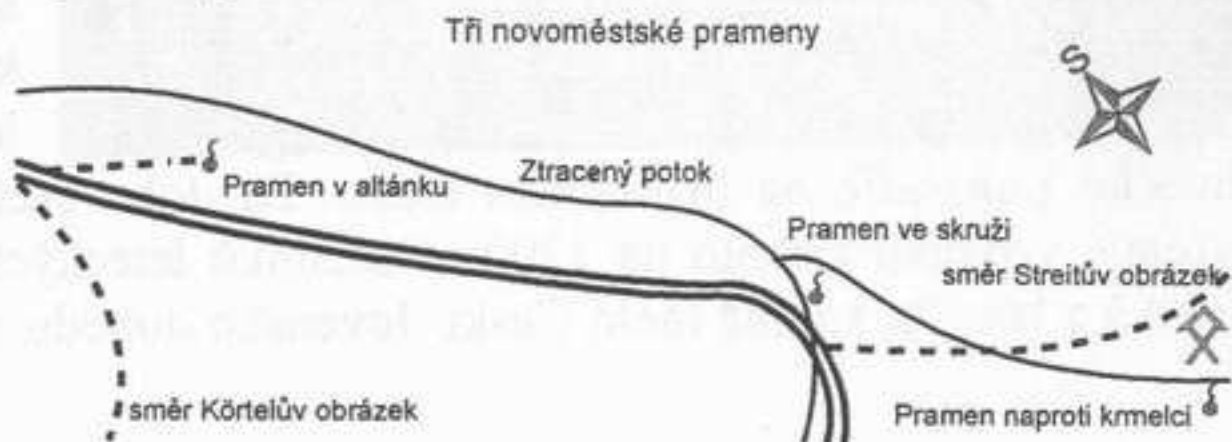 Tři novoměstské prameny
S
Pramen v altánku
Ztracený potok
Pramen ve skruži
směr Streitův obrázek
směr Körtelův obrázek
Pramen naproti krmelci